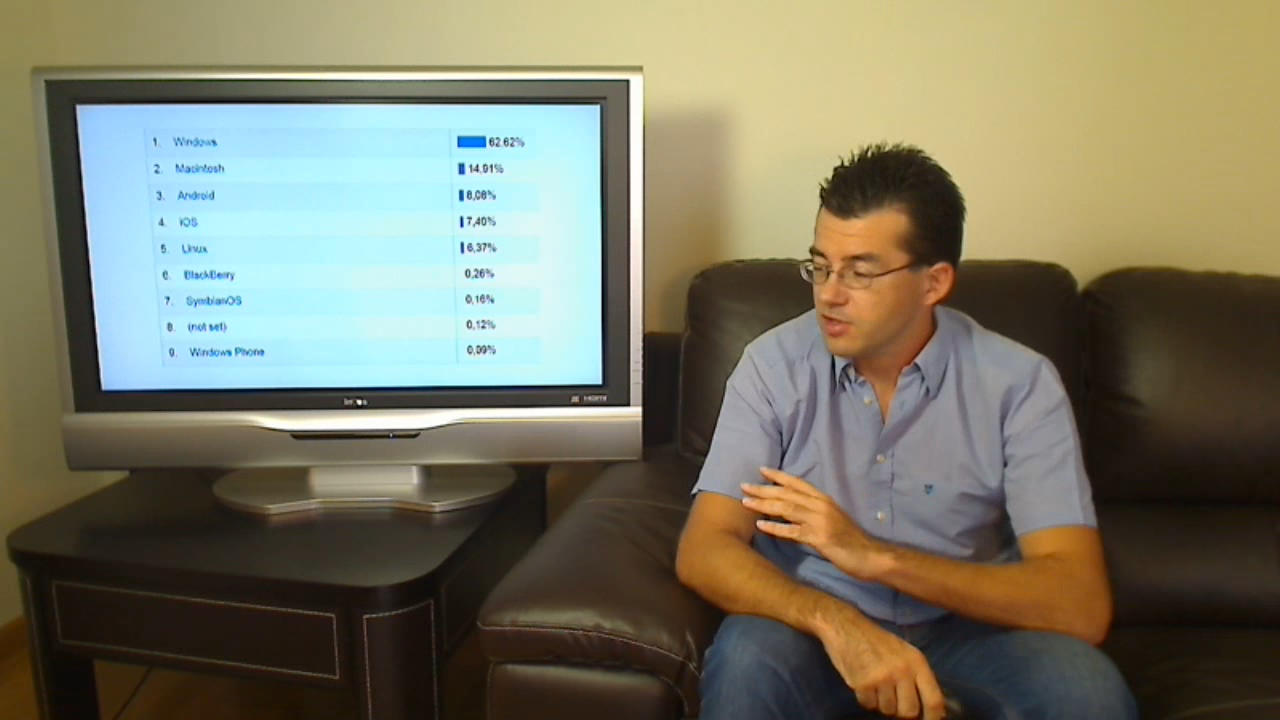 1. Windows 62,62%
2. Macintosh 14,91%
3. Android 8,08%
4. iOS 7,40%
5. Linux 6,37%
6. BlackBerry 0,26%
7. SymbianOS 0,16%
8. (not set) 0,12%
9. Windows Phone 0,09%
HDMI